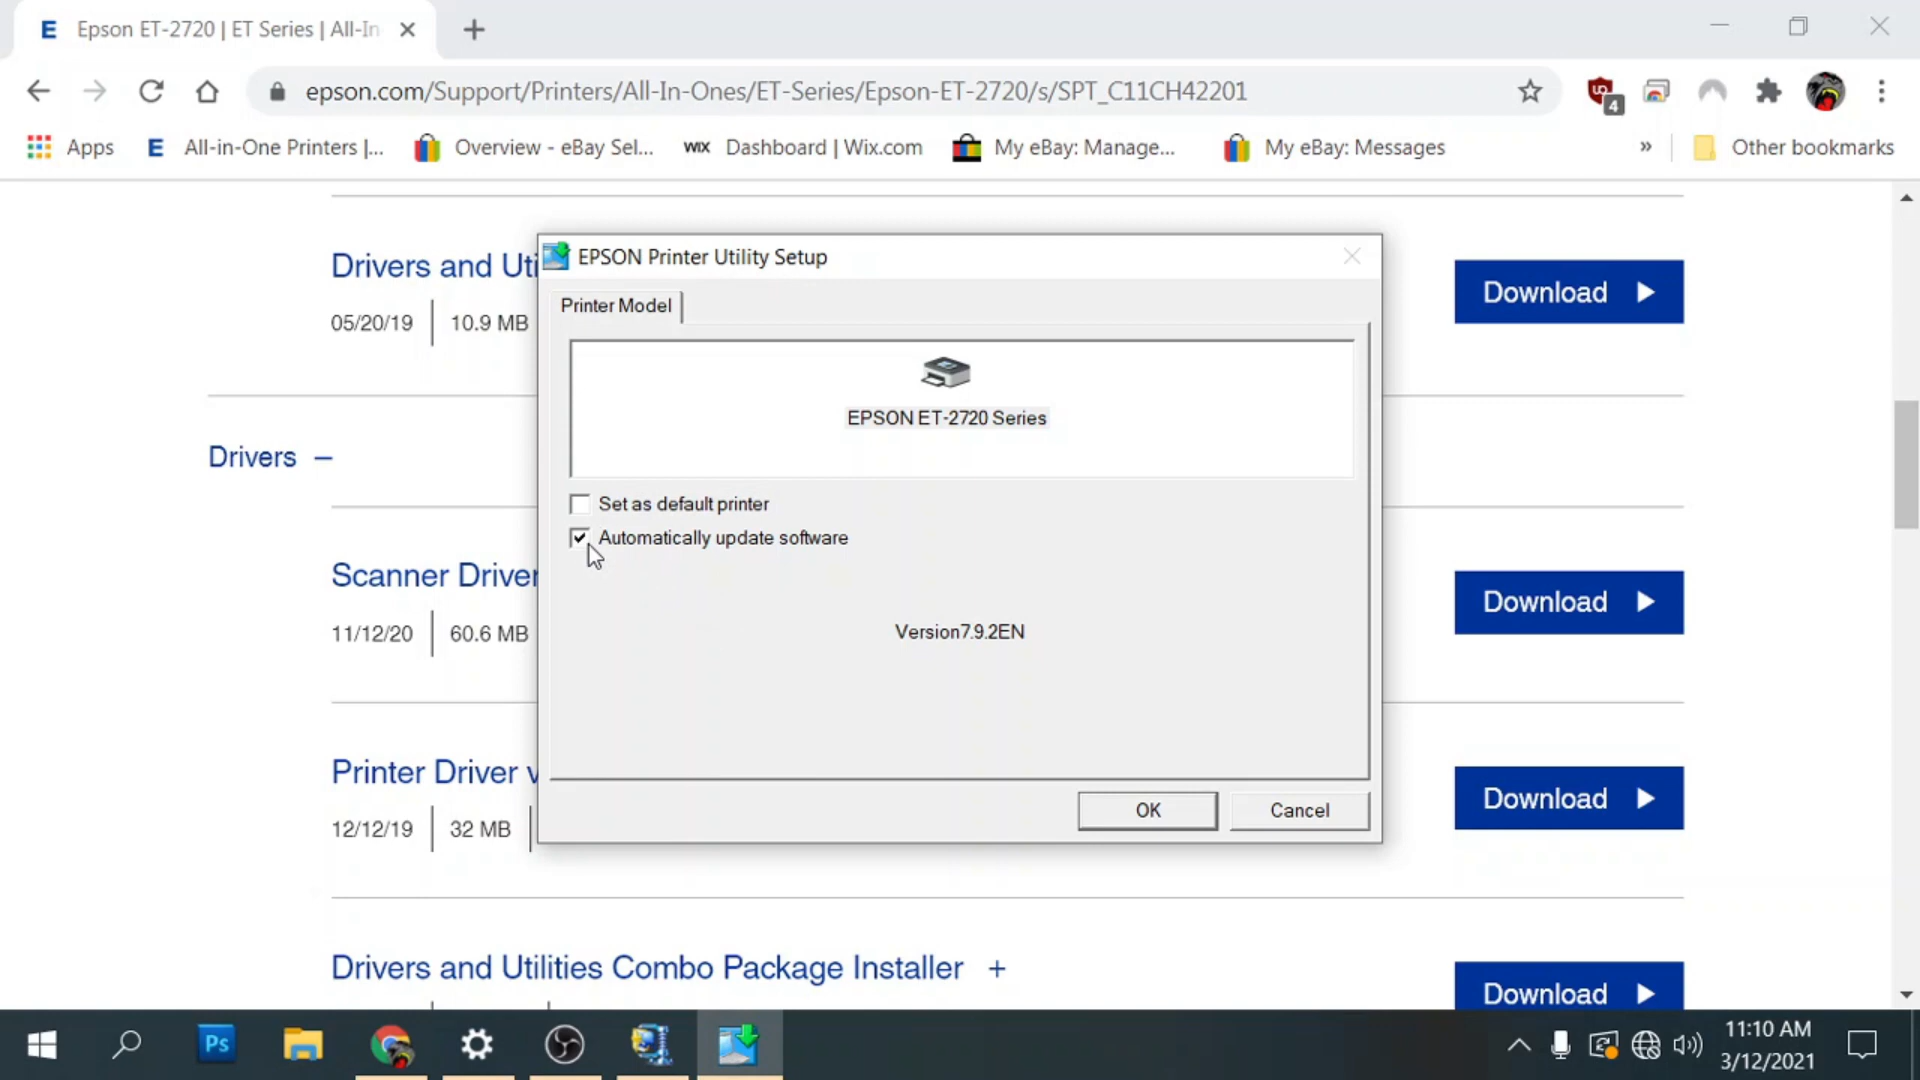 E Epson ET-2720 | ET Series | All-In
epson.com/Support/Printers/All-In-Ones/ET-Series/Epson-ET-2720/s/SPT_C11CH42201
4
Apps
E All-in-One Printers |...
Overview - eBay Sel...
WIX Dashboard | Wix.com
My eBay: Manage...
My eBay: Messages
»
Other bookmarks
Drivers and Uti
05/20/19
10.9 MB
Download
EPSON Printer Utility Setup
Printer Model
EPSON ET-2720 Series
Set as default printer
Automatically update software
Version7.9.2EN
OK
Cancel
Drivers –
Scanner Driver
11/12/20
60.6 MB
Download
Printer Driver v
12/12/19
32 MB
Download
Drivers and Utilities Combo Package Installer +
Download
Ps
11:10 AM
3/12/2021